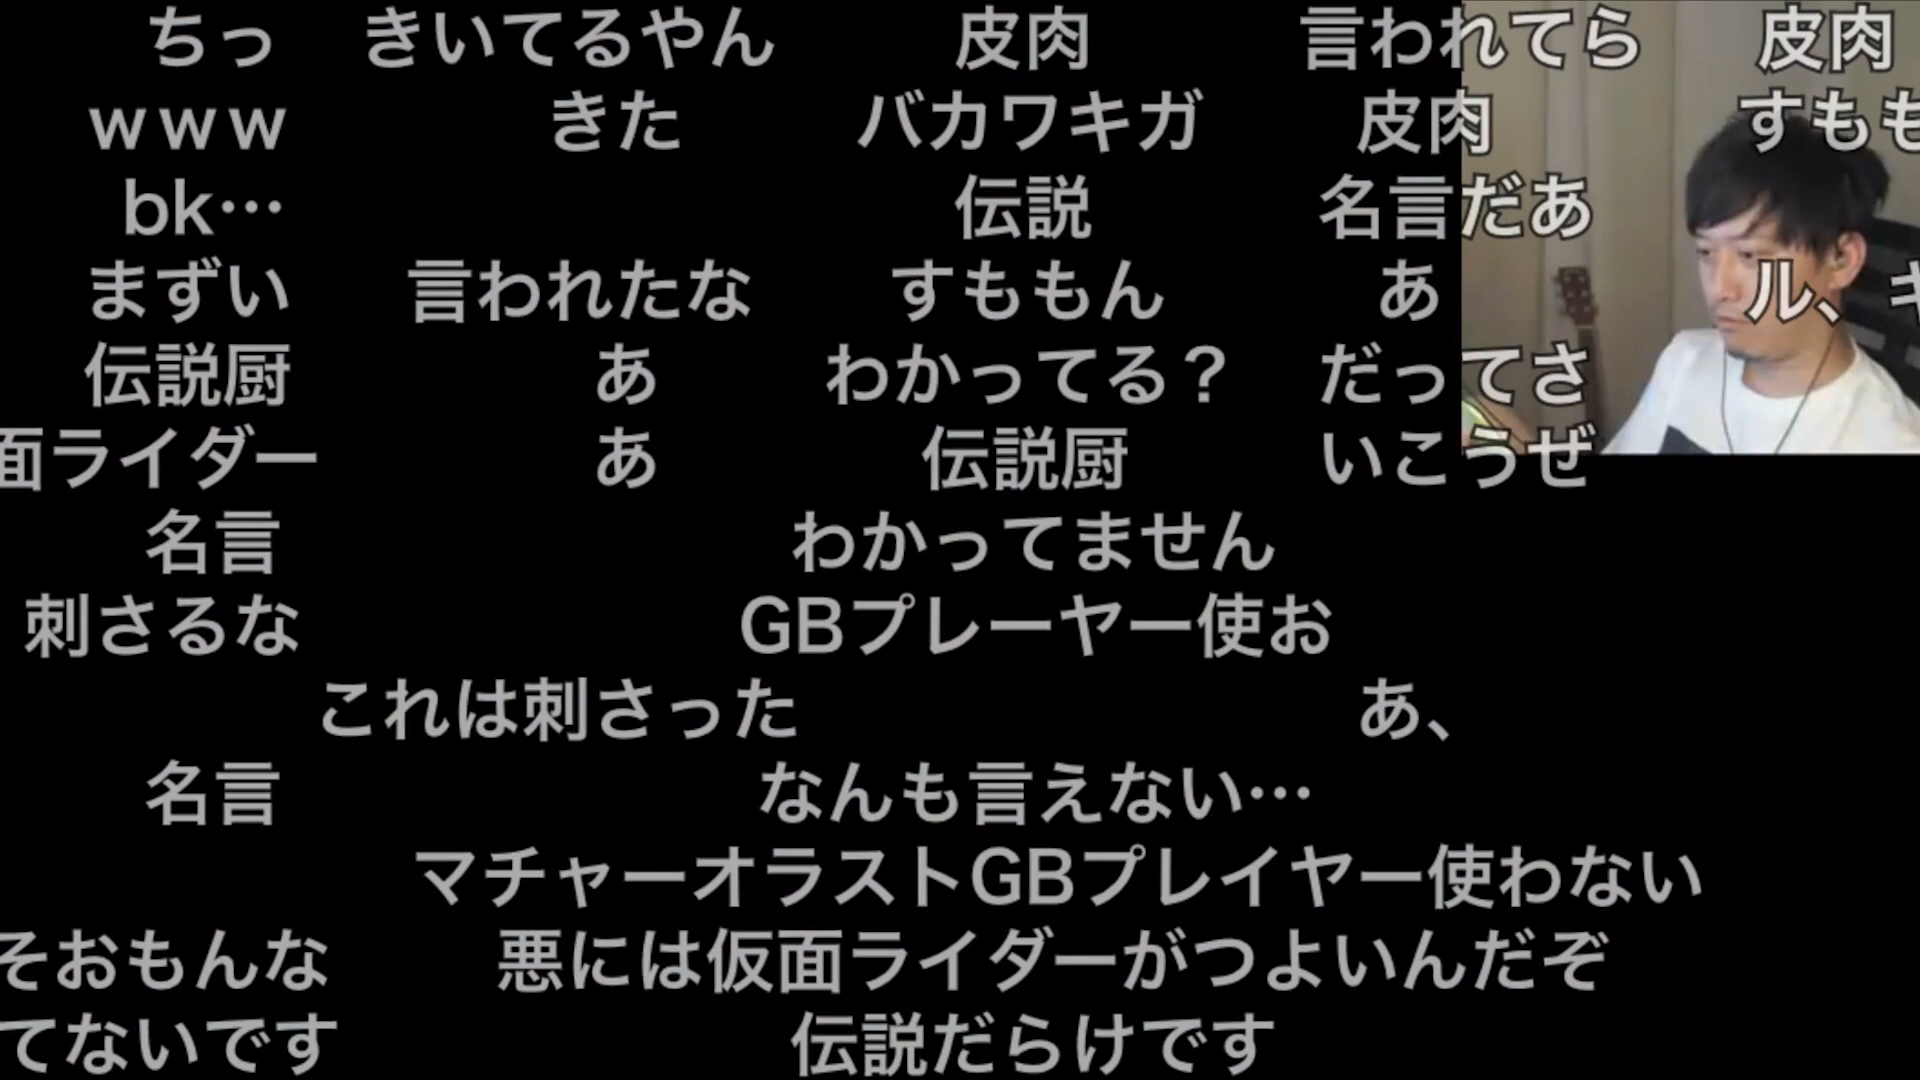 ちっ きいてるやん 皮肉 言われてら 皮肉
ｗｗｗ きた バカワキガ 皮肉 すもも
bk… 伝説 名言だあ
まずい 言われたな すももん あ ル、キ
伝説厨 あ わかってる？ だってさ
面ライダー あ 伝説厨 いこうぜ
名言 わかってません
刺さるな GBプレーヤー使お
これは刺さった あ、
名言 なんも言えない…
マチャーオラストGBプレイヤー使わない
そおもんな 悪には仮面ライダーがつよいんだぞ
てないです 伝説だらけです